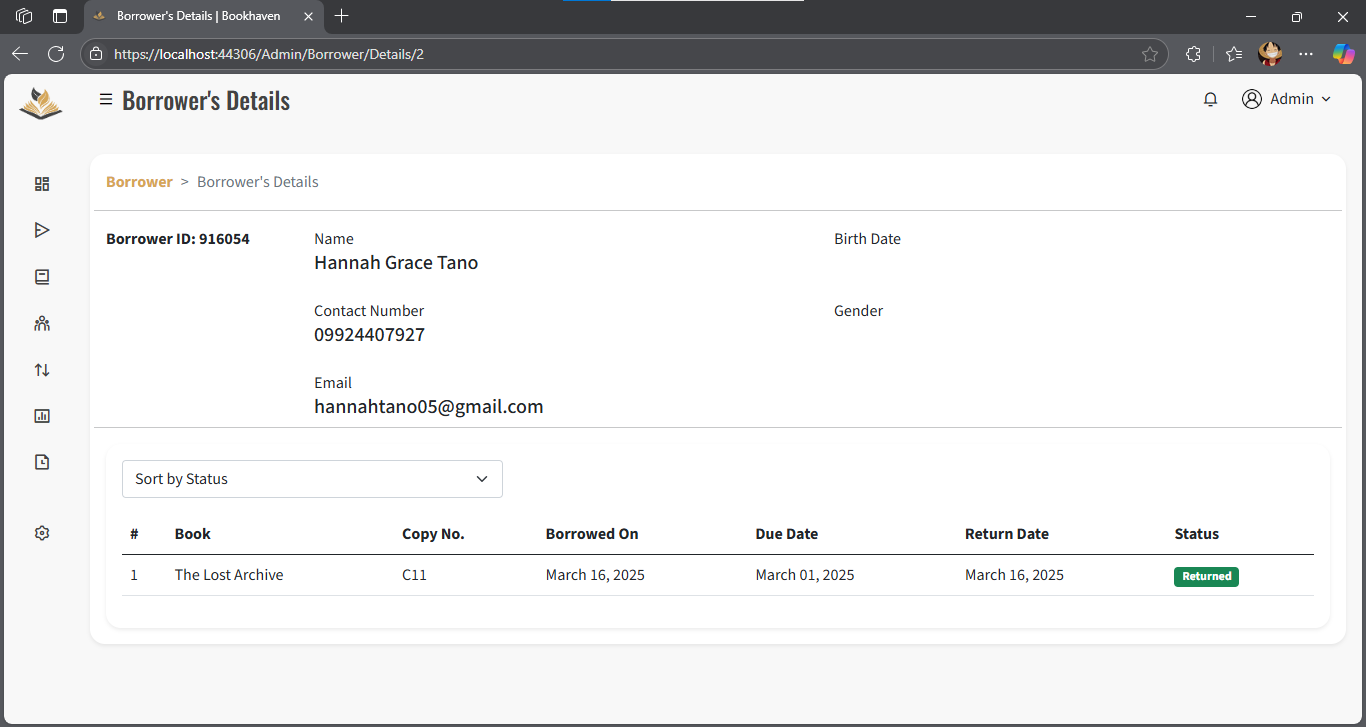 Borrower's Details | Bookhaven
https://localhost:44306/Admin/Borrower/Details/2
Borrower's Details
Admin
Borrower > Borrower's Details
Borrower ID: 916054
Name
Hannah Grace Tano
Birth Date
Contact Number
09924407927
Gender
Email
hannahtano05@gmail.com
Sort by Status
# Book Copy No. Borrowed On Due Date Return Date Status
1 The Lost Archive C11 March 16, 2025 March 01, 2025 March 16, 2025 Returned